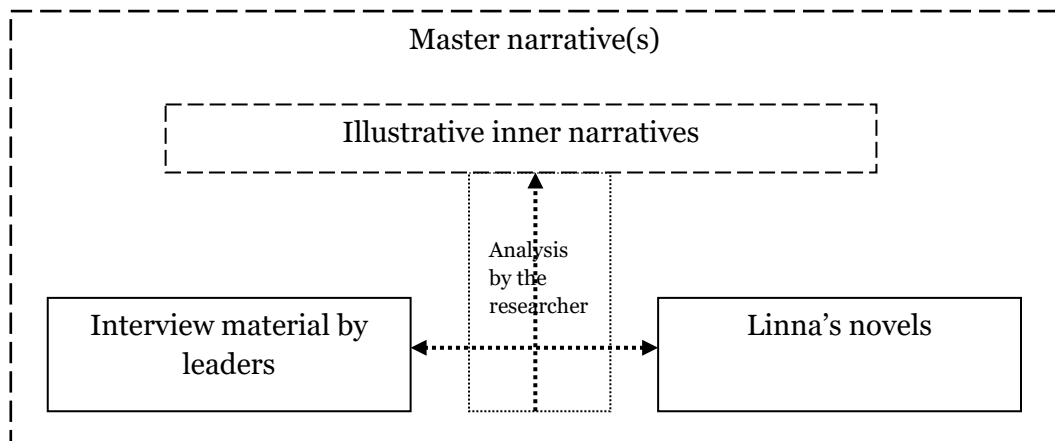 Master narrative(s)
Illustrative inner narratives
Analysis
by the
researcher
Interview material by
leaders
Linna’s novels